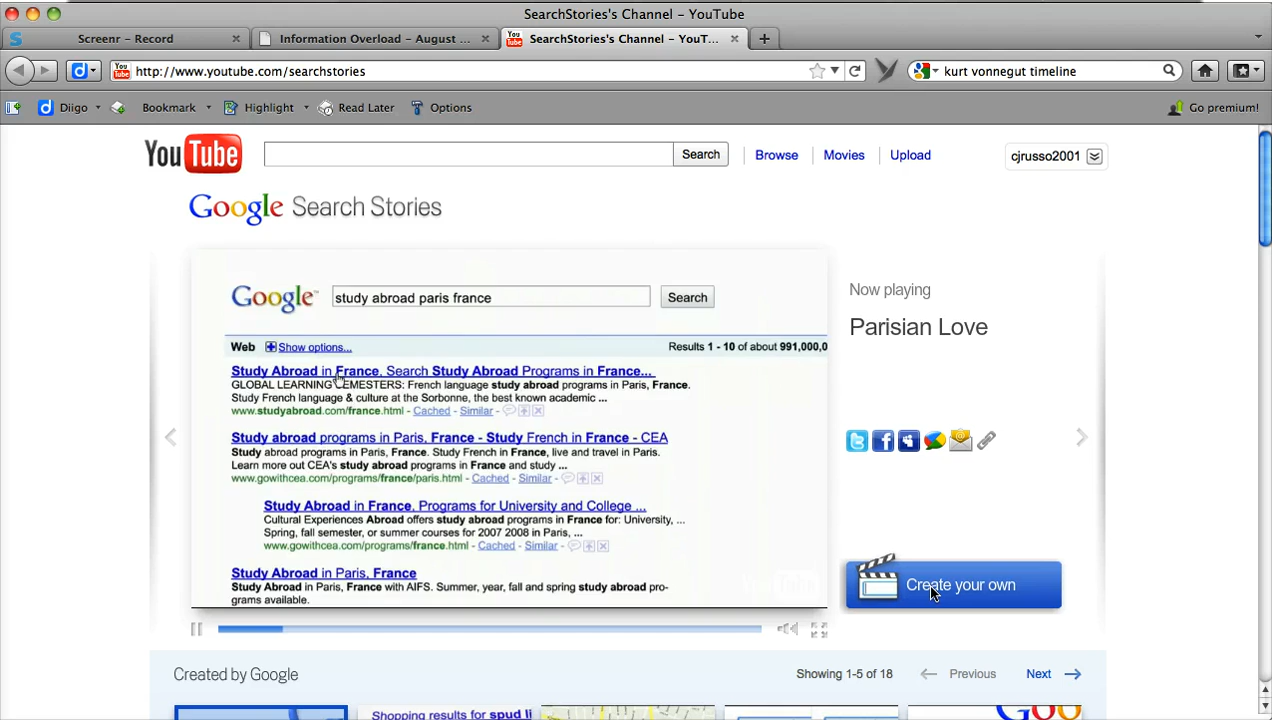 SearchStories's Channel – YouTube
Screenr – Record
Information Overload – August ...
SearchStories's Channel – YouT...
http://www.youtube.com/searchstories
kurt vonnegut timeline
Diigo
Bookmark
Highlight
Read Later
Options
Go premium!
YouTube
Search
Browse
Movies
Upload
cjrusso2001
Google Search Stories
Google™
study abroad paris france
Search
Now playing
Parisian Love
Web
Show options...
Results 1 - 10 of about 991,000,0
Study Abroad in France, Search Study Abroad Programs in France...
GLOBAL LEARNING SEMESTERS: French language study abroad programs in Paris, France.
Study French language & culture at the Sorbonne, the best known academic ...
www.studyabroad.com/france.html - Cached - Similar
Study abroad programs in Paris, France - Study French in France - CEA
Study abroad programs in Paris, France. Study French in France, live and travel in Paris.
Learn more out CEA's study abroad programs in France and study ...
www.gowithcea.com/programs/france/paris.html - Cached - Similar
Study Abroad in France, Programs for University and College ...
Cultural Experiences Abroad offers study abroad programs in France for: University, ...
Spring, fall semester, or summer courses for 2007 2008 in Paris, ...
www.gowithcea.com/programs/france.html - Cached - Similar
Study Abroad in Paris, France
Study Abroad in Paris, France with AIFS. Summer, year, fall and spring study abroad pro-
grams available.
YouTube
Create your own
Created by Google
Showing 1-5 of 18
Previous
Next
Shopping results for spud li